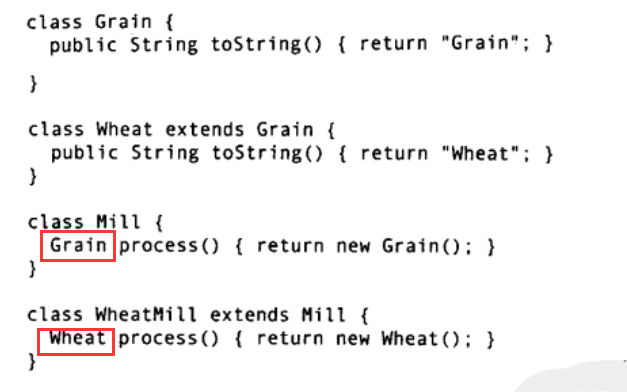 class Grain {
public String toString() { return "Grain"; }
}
class Wheat extends Grain {
public String toString() { return "Wheat"; }
}
class Mill {
Grain process() { return new Grain(); }
}
class WheatMill extends Mill {
Wheat process() { return new Wheat(); }
}